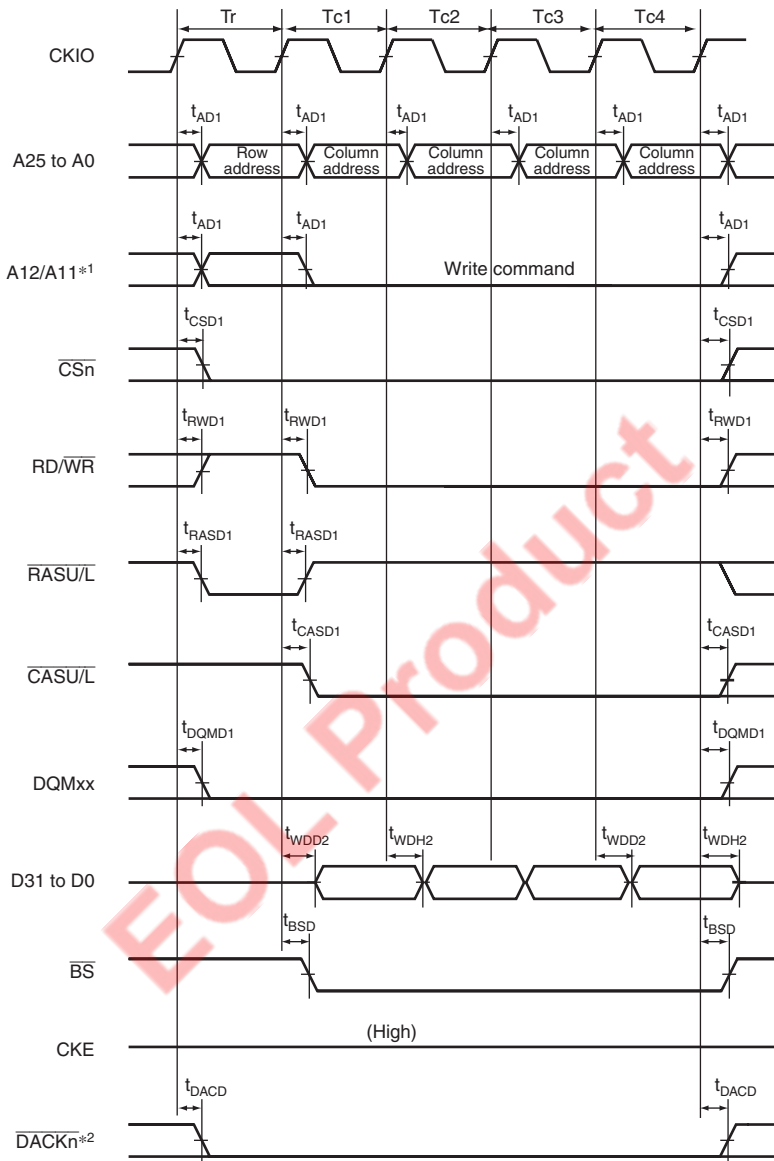 Tr Tc1 Tc2 Tc3 Tc4
CKIO
tAD1 tAD1 tAD1 tAD1 tAD1 tAD1
A25 to A0 Row address Column address Column address Column address Column address
tAD1 tAD1 tAD1
A12/A11*1 Write command
tCSD1 tCSD1
CSn
tRWD1 tRWD1 tRWD1
RD/WR
tRASD1 tRASD1
RASU/L
tCASD1 tCASD1
CASU/L
tDQMD1 tDQMD1
DQMxx
tWDD2 tWDH2 tWDD2 tWDH2
D31 to D0
tBSD tBSD
BS
(High)
CKE
tDACD tDACD
DACKn*2
EOL Product